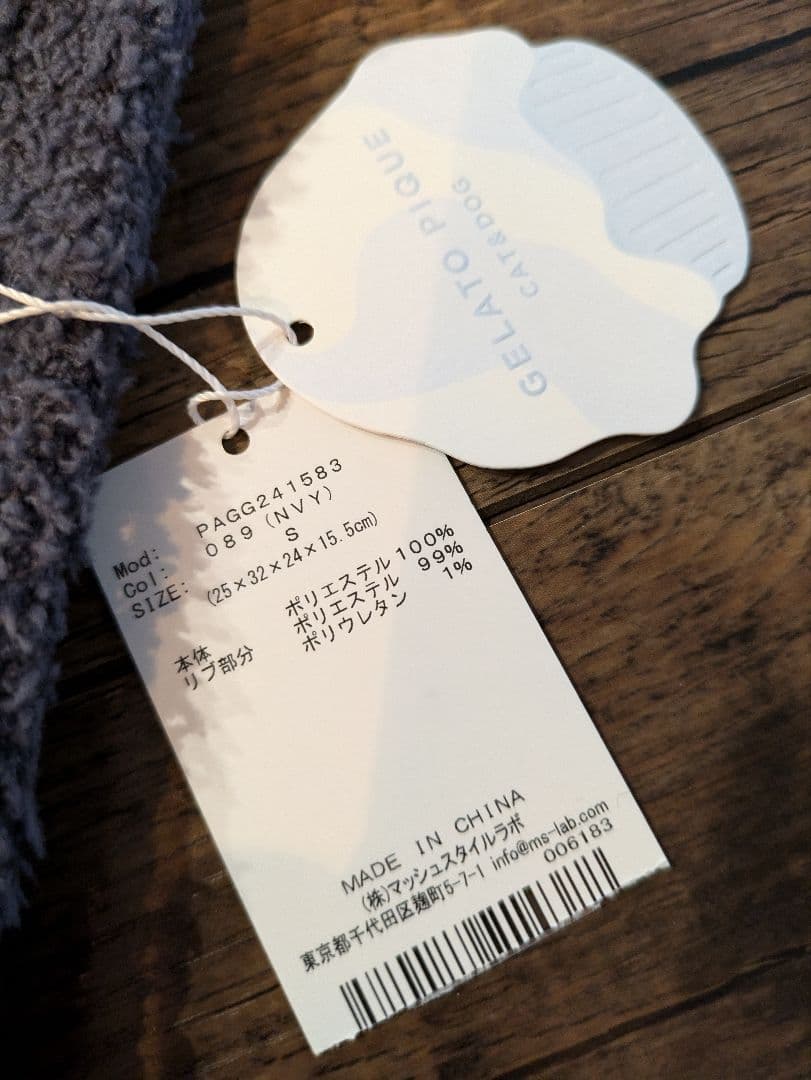 GELATO PIQUE
CAT&DOG
Mod: PAGG241583
Col: 089 (NVY)
SIZE: S
(25×32×24×15.5cm)
本体 ポリエステル 100%
リブ部分 ポリエステル 99%
ポリウレタン 1%
MADE IN CHINA
(株)マッシュスタイルラボ
東京都千代田区麹町5-7-1 info@ms-lab.com
006183